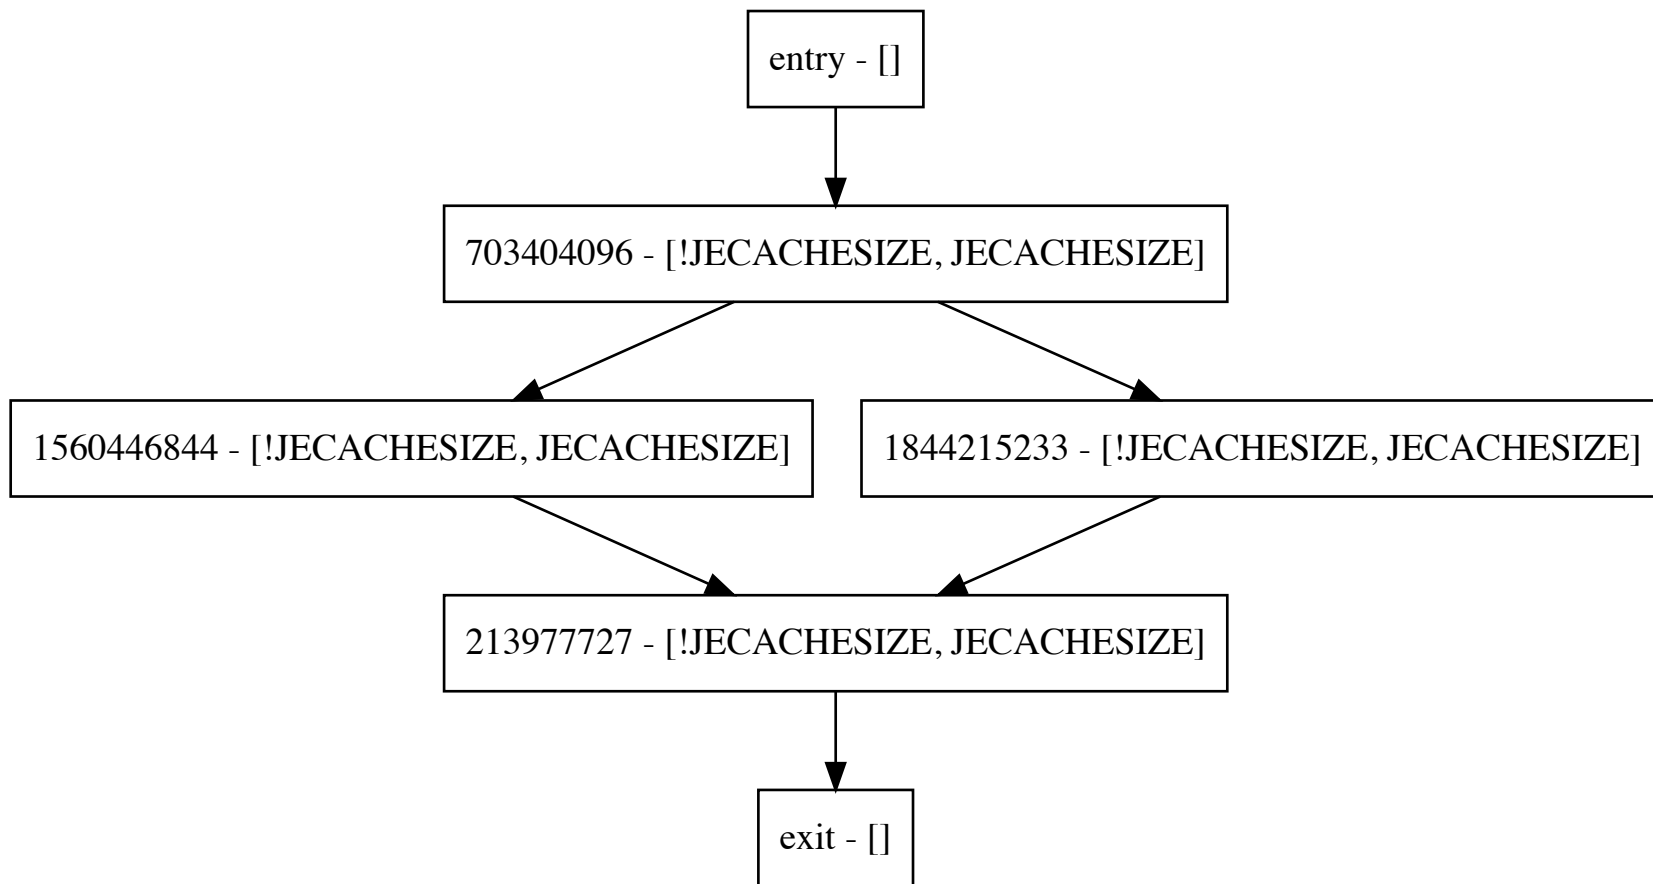 entry - []
703404096 - [!JECACHESIZE, JECACHESIZE]
1560446844 - [!JECACHESIZE, JECACHESIZE]
1844215233 - [!JECACHESIZE, JECACHESIZE]
213977727 - [!JECACHESIZE, JECACHESIZE]
exit - []